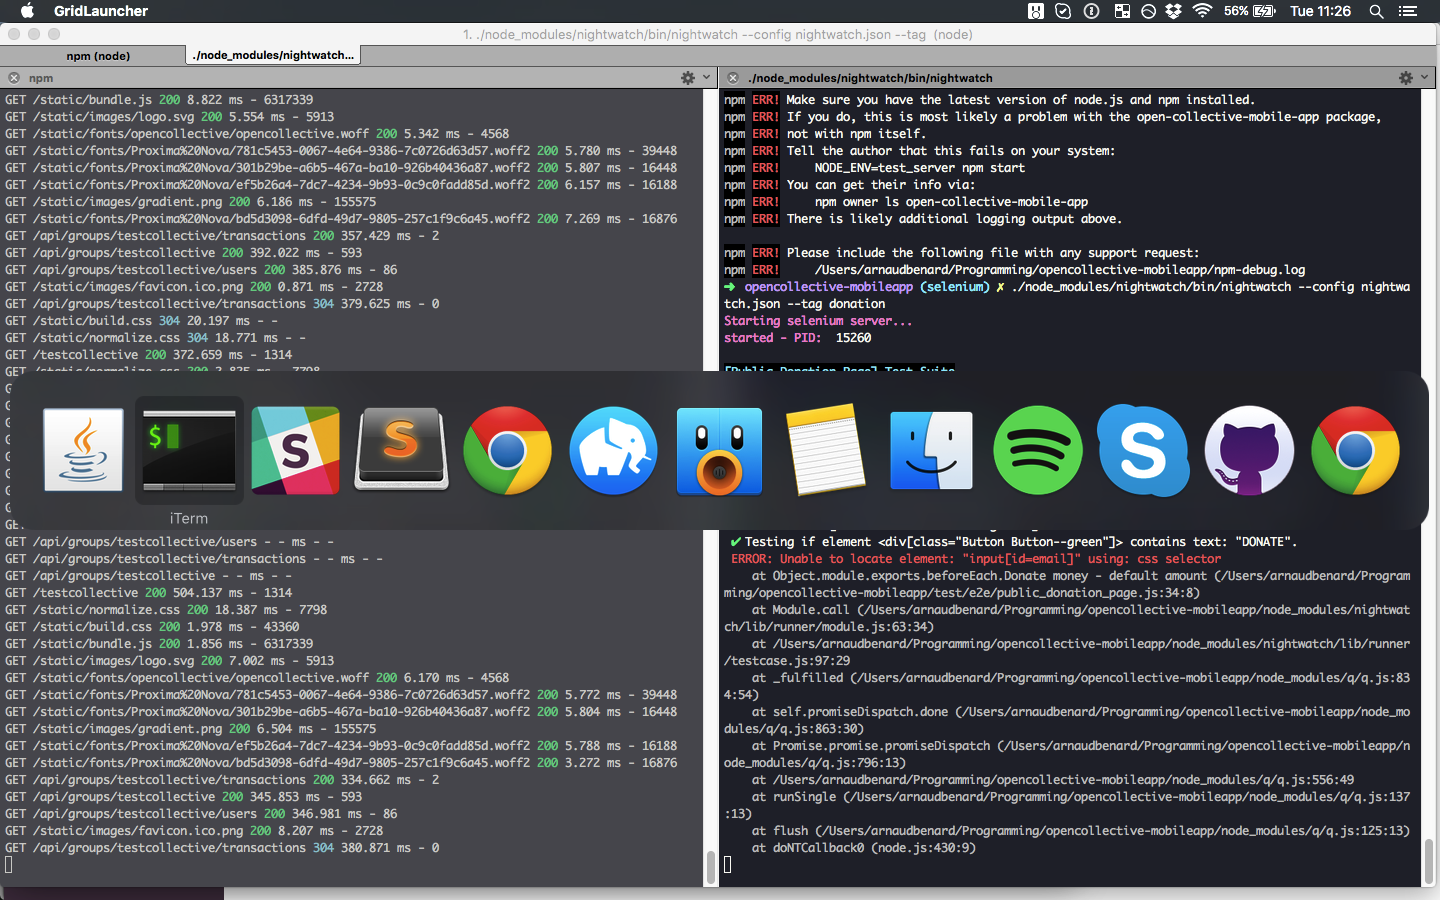 GridLauncher
56%
Tue 11:26
1. ./node_modules/nightwatch/bin/nightwatch --config nightwatch.json --tag  (node)
npm (node)
./node_modules/nightwatch...
npm
GET /static/bundle.js 200 8.822 ms - 6317339
GET /static/images/logo.svg 200 5.554 ms - 5913
GET /static/fonts/opencollective/opencollective.woff 200 5.342 ms - 4568
GET /static/fonts/Proxima%20Nova/781c5453-0067-4e64-9386-7c0726d63d57.woff2 200 5.780 ms - 39448
GET /static/fonts/Proxima%20Nova/301b29be-a6b5-467a-ba10-926b40436a87.woff2 200 5.807 ms - 16448
GET /static/fonts/Proxima%20Nova/ef5b26a4-7dc7-4234-9b93-0c9c0fadd85d.woff2 200 6.157 ms - 16188
GET /static/images/gradient.png 200 6.186 ms - 155575
GET /static/fonts/Proxima%20Nova/bd5d3098-6dfd-49d7-9805-257c1f9c6a45.woff2 200 7.269 ms - 16876
GET /api/groups/testcollective/transactions 200 357.429 ms - 2
GET /api/groups/testcollective 200 392.022 ms - 593
GET /api/groups/testcollective/users 200 385.876 ms - 86
GET /static/images/favicon.ico.png 200 0.871 ms - 2728
GET /api/groups/testcollective/transactions 304 379.625 ms - 0
GET /static/build.css 304 20.197 ms - -
GET /static/normalize.css 304 18.771 ms - -
GET /testcollective 200 372.659 ms - 1314
GET /static/normalize.css 200 2.835 ms - 7798
GET /api/groups/testcollective/users - - ms - -
GET /api/groups/testcollective/transactions - - ms - -
GET /api/groups/testcollective - - ms - -
GET /testcollective 200 504.137 ms - 1314
GET /static/normalize.css 200 18.387 ms - 7798
GET /static/build.css 200 1.978 ms - 43360
GET /static/bundle.js 200 1.856 ms - 6317339
GET /static/images/logo.svg 200 7.002 ms - 5913
GET /static/fonts/opencollective/opencollective.woff 200 6.170 ms - 4568
GET /static/fonts/Proxima%20Nova/781c5453-0067-4e64-9386-7c0726d63d57.woff2 200 5.772 ms - 39448
GET /static/fonts/Proxima%20Nova/301b29be-a6b5-467a-ba10-926b40436a87.woff2 200 5.804 ms - 16448
GET /static/images/gradient.png 200 6.504 ms - 155575
GET /static/fonts/Proxima%20Nova/ef5b26a4-7dc7-4234-9b93-0c9c0fadd85d.woff2 200 5.788 ms - 16188
GET /static/fonts/Proxima%20Nova/bd5d3098-6dfd-49d7-9805-257c1f9c6a45.woff2 200 3.272 ms - 16876
GET /api/groups/testcollective/transactions 200 334.662 ms - 2
GET /api/groups/testcollective 200 345.853 ms - 593
GET /api/groups/testcollective/users 200 346.981 ms - 86
GET /static/images/favicon.ico.png 200 8.207 ms - 2728
GET /api/groups/testcollective/transactions 304 380.871 ms - 0
./node_modules/nightwatch/bin/nightwatch
npm ERR! Make sure you have the latest version of node.js and npm installed.
npm ERR! If you do, this is most likely a problem with the open-collective-mobile-app package,
npm ERR! not with npm itself.
npm ERR! Tell the author that this fails on your system:
npm ERR!     NODE_ENV=test_server npm start
npm ERR! You can get their info via:
npm ERR!     npm owner ls open-collective-mobile-app
npm ERR! There is likely additional logging output above.
npm ERR! Please include the following file with any support request:
npm ERR!     /Users/arnaudbenard/Programming/opencollective-mobileapp/npm-debug.log
➜  opencollective-mobileapp (selenium) ✗ ./node_modules/nightwatch/bin/nightwatch --config nightwa
tch.json --tag donation
Starting selenium server...
started - PID:  15260
[Public Donation Page] Test Suite
iTerm
✔ Testing if element <div[class="Button Button--green"]> contains text: "DONATE".
ERROR: Unable to locate element: "input[id=email]" using: css selector
at Object.module.exports.beforeEach.Donate money - default amount (/Users/arnaudbenard/Program
ming/opencollective-mobileapp/test/e2e/public_donation_page.js:34:8)
at Module.call (/Users/arnaudbenard/Programming/opencollective-mobileapp/node_modules/nightwat
ch/lib/runner/module.js:63:34)
at /Users/arnaudbenard/Programming/opencollective-mobileapp/node_modules/nightwatch/lib/runner
/testcase.js:97:29
at _fulfilled (/Users/arnaudbenard/Programming/opencollective-mobileapp/node_modules/q/q.js:83
4:54)
at self.promiseDispatch.done (/Users/arnaudbenard/Programming/opencollective-mobileapp/node_mo
dules/q/q.js:863:30)
at Promise.promise.promiseDispatch (/Users/arnaudbenard/Programming/opencollective-mobileapp/n
ode_modules/q/q.js:796:13)
at /Users/arnaudbenard/Programming/opencollective-mobileapp/node_modules/q/q.js:556:49
at runSingle (/Users/arnaudbenard/Programming/opencollective-mobileapp/node_modules/q/q.js:137
:13)
at flush (/Users/arnaudbenard/Programming/opencollective-mobileapp/node_modules/q/q.js:125:13)
at doNTCallback0 (node.js:430:9)